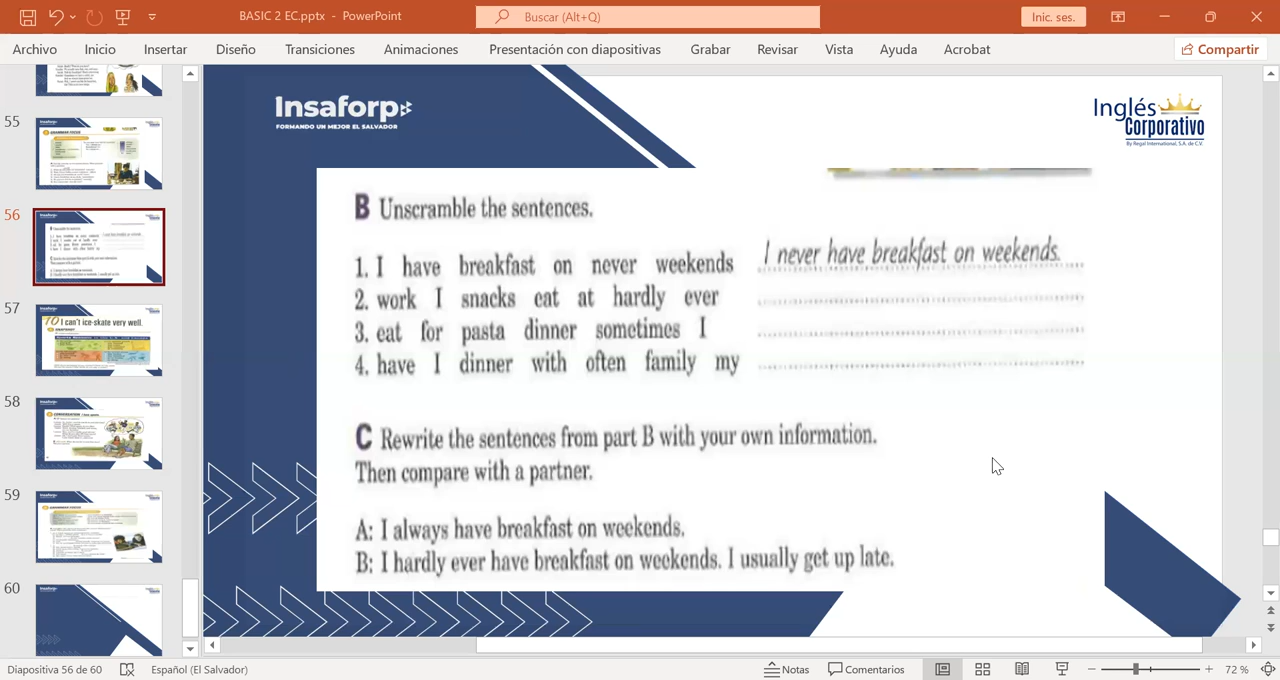 BASIC 2 EC.pptx - PowerPoint
Buscar (Alt+Q)
Inic. ses.
Archivo Inicio Insertar Diseño Transiciones Animaciones Presentación con diapositivas Grabar Revisar Vista Ayuda Acrobat Compartir
55
56
57
10 I can't ice-skate very well.
58
59
60
Insaforp
FORMANDO UN MEJOR EL SALVADOR
Inglés
Corporativo
By Regal International, S.A. de C.V.
B Unscramble the sentences.
1. I have breakfast on never weekends I never have breakfast on weekends.
2. work I snacks eat at hardly ever
3. eat for pasta dinner sometimes I
4. have I dinner with often family my
C Rewrite the sentences from part B with your own information.
Then compare with a partner.
A: I always have breakfast on weekends.
B: I hardly ever have breakfast on weekends. I usually get up late.
Diapositiva 56 de 60 Español (El Salvador) Notas Comentarios 72 %